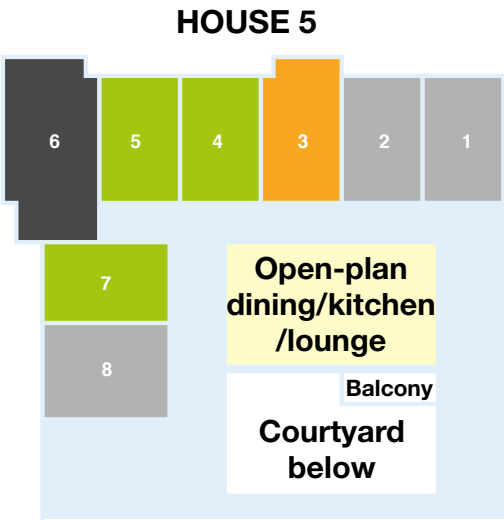 HOUSE 5
6
5
4
3
2
1
7
Open-plan
dining/kitchen
/lounge
8
Balcony
Courtyard
below